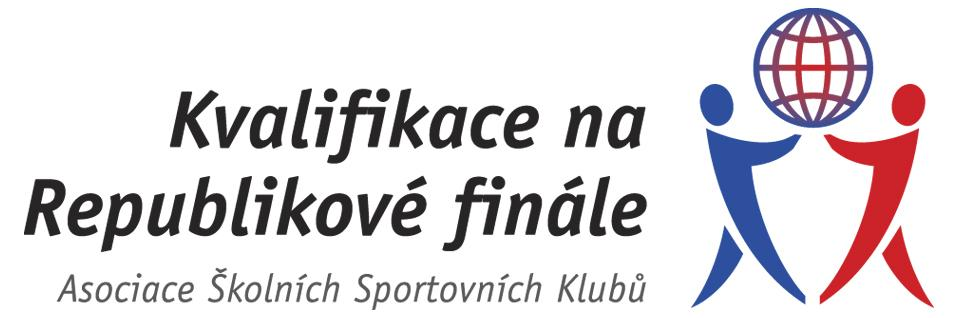 Kvalifikace na
Republikové finále
Asociace Školních Sportovních Klubů